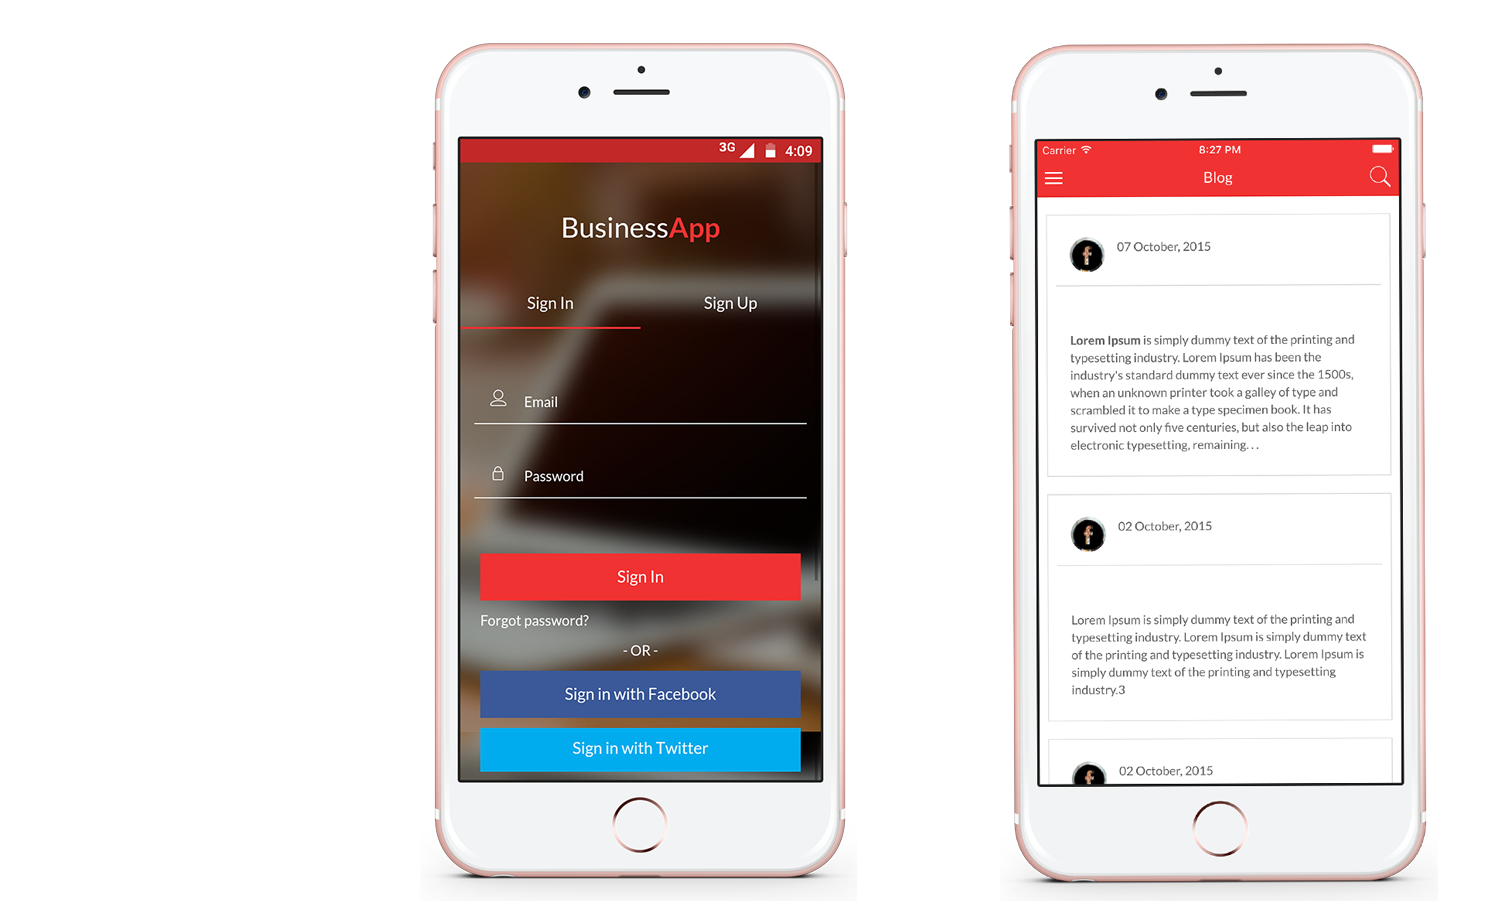 3G 4:09
BusinessApp
Sign In
Sign Up
Email
Password
Sign In
Forgot password?
- OR -
Sign in with Facebook
Sign in with Twitter
Carrier 8:27 PM
Blog
07 October, 2015
Lorem Ipsum is simply dummy text of the printing and
typesetting industry. Lorem Ipsum has been the
industry's standard dummy text ever since the 1500s,
when an unknown printer took a galley of type and
scrambled it to make a type specimen book. It has
survived not only five centuries, but also the leap into
electronic typesetting, remaining...
02 October, 2015
Lorem Ipsum is simply dummy text of the printing and
typesetting industry. Lorem Ipsum is simply dummy text
of the printing and typesetting industry. Lorem Ipsum is
simply dummy text of the printing and typesetting
industry.3
02 October, 2015